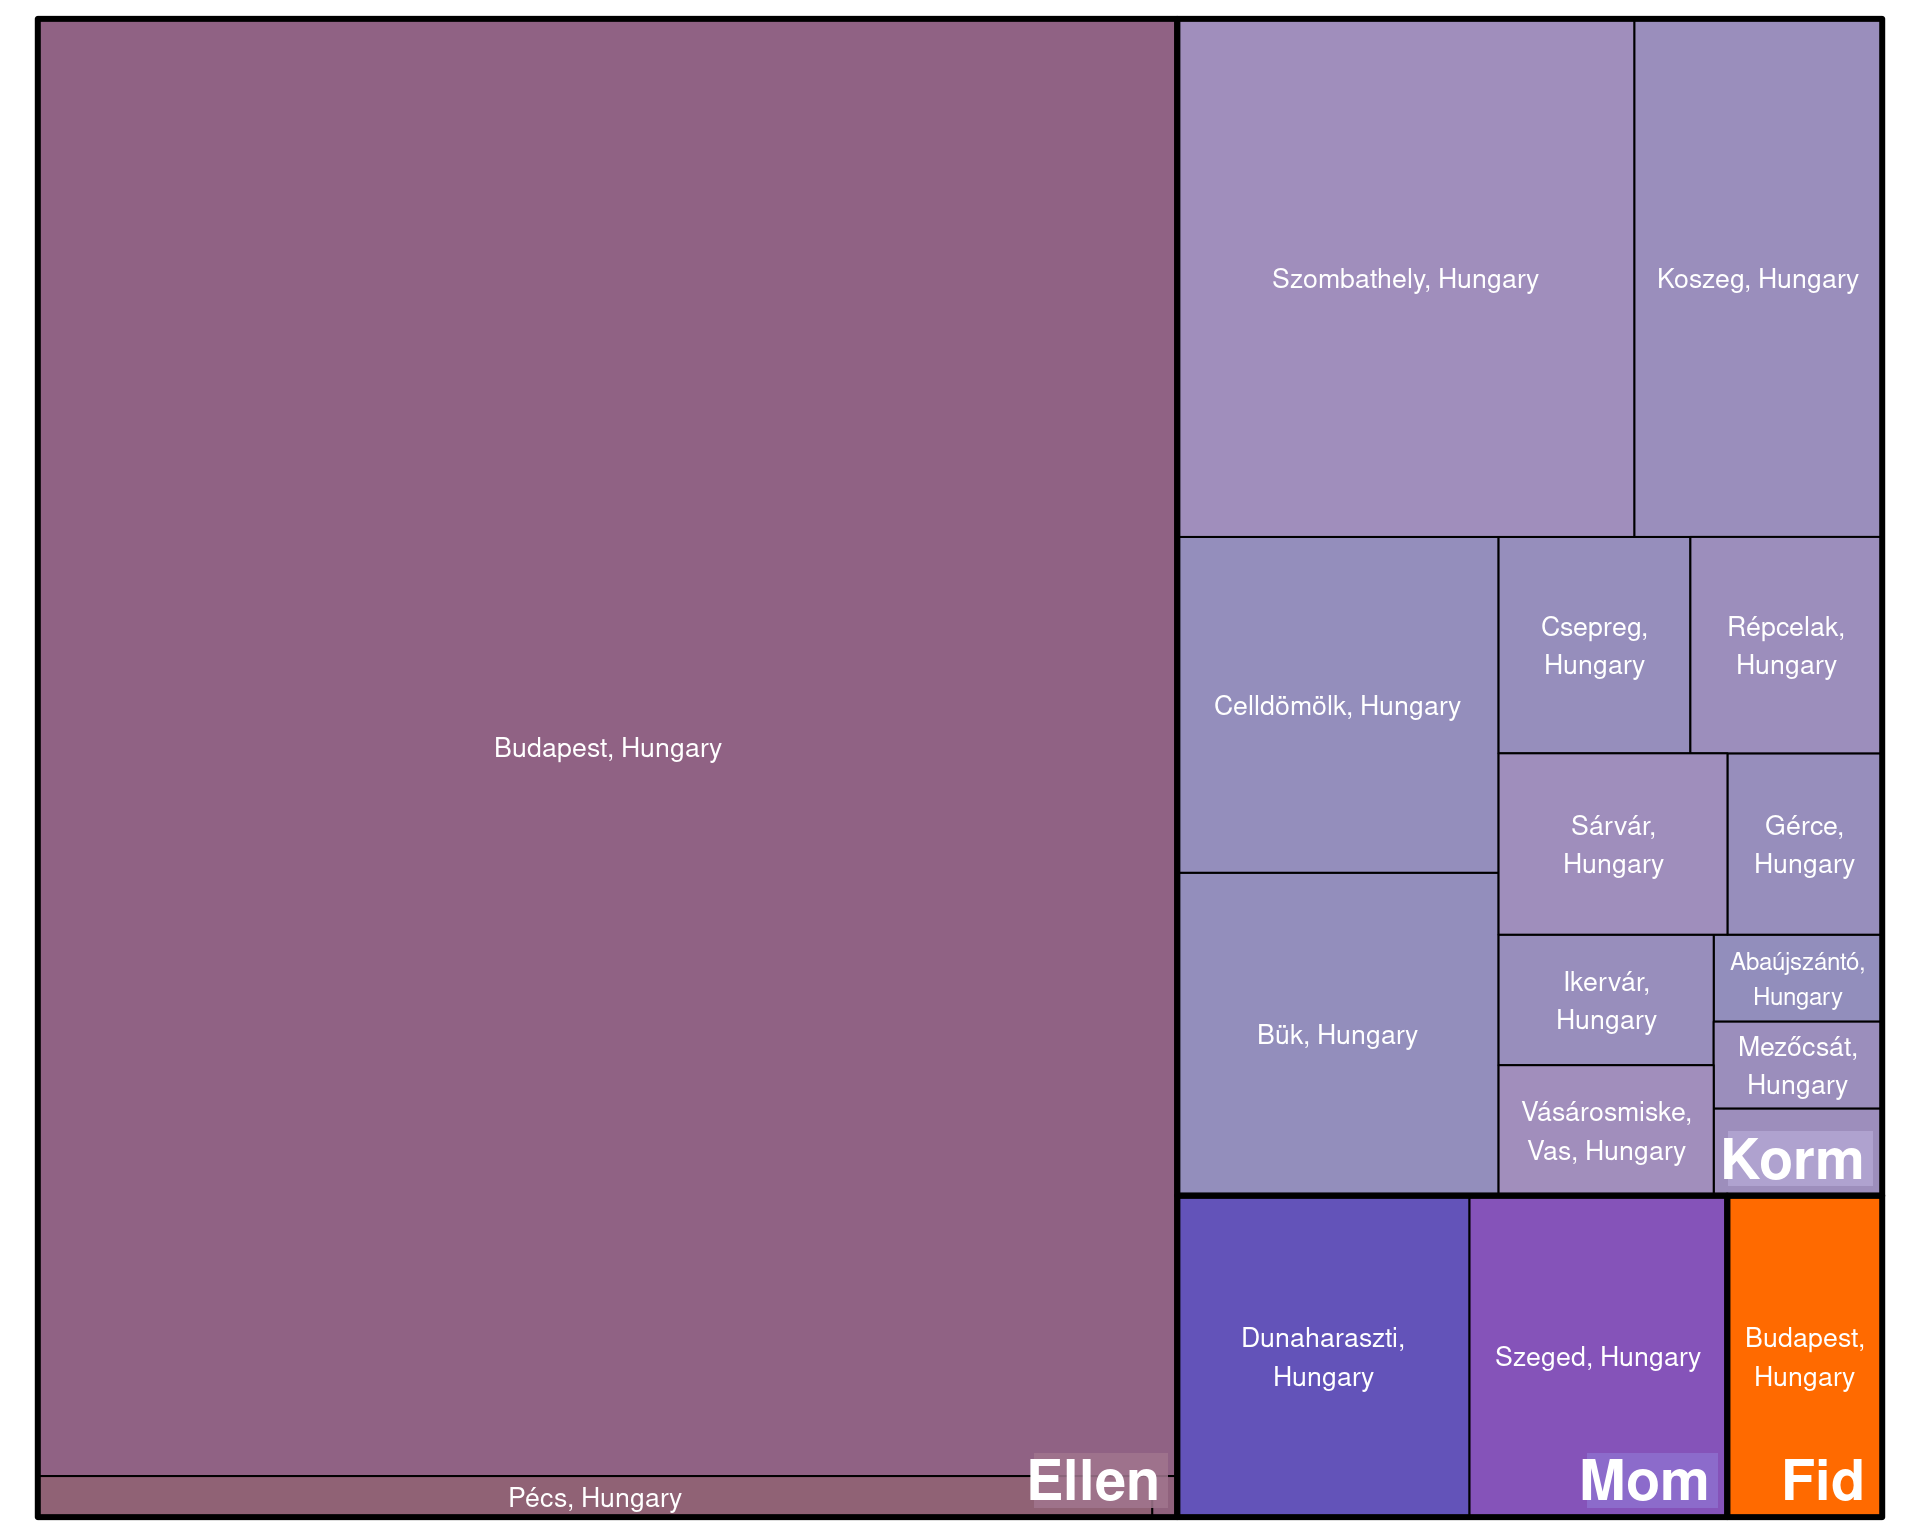 Budapest, Hungary
Pécs, Hungary
Ellen
Szombathely, Hungary
Koszeg, Hungary
Celldömölk, Hungary
Csepreg,
Hungary
Répcelak,
Hungary
Sárvár,
Hungary
Gérce,
Hungary
Bük, Hungary
Ikervár,
Hungary
Abaújszántó,
Hungary
Mezőcsát,
Hungary
Vásárosmiske,
Vas, Hungary
Korm
Dunaharaszti,
Hungary
Szeged, Hungary
Mom
Budapest,
Hungary
Fid